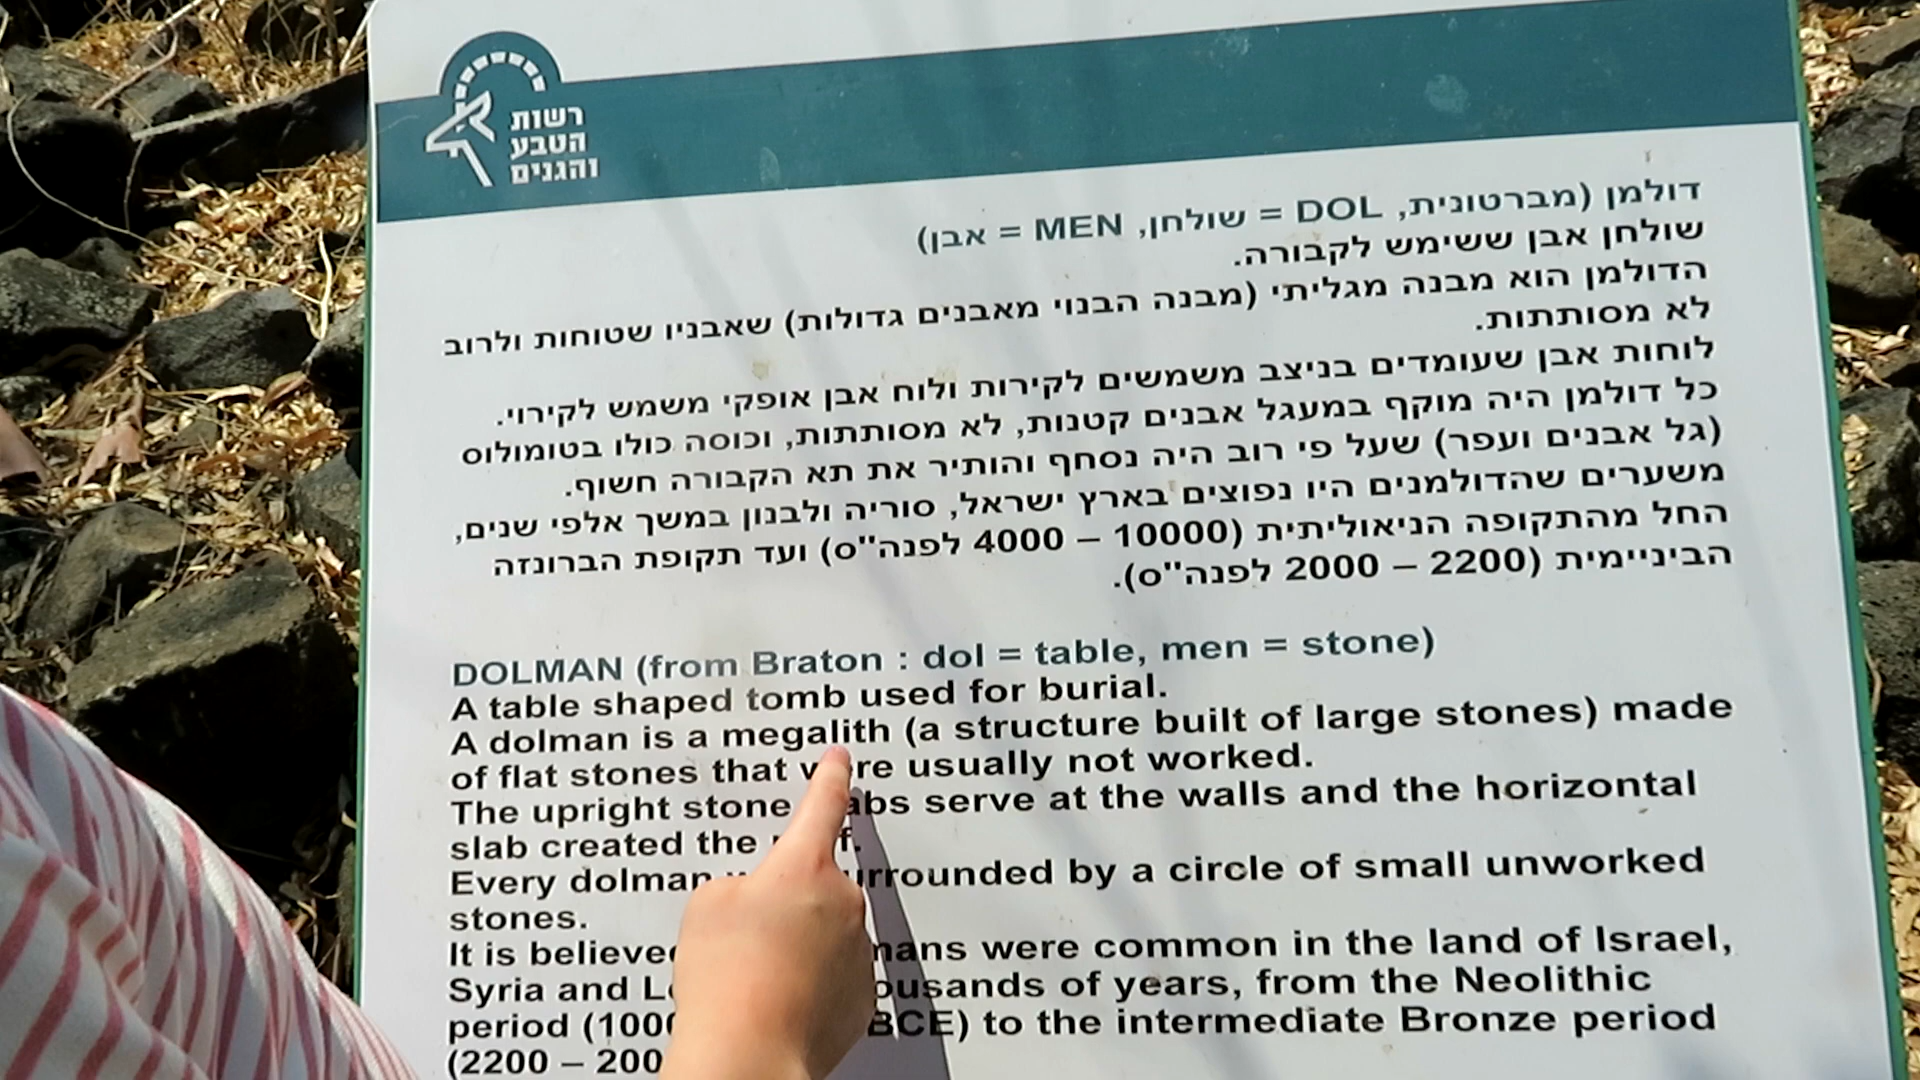 רשות
הטבע
והגנים
דולמן (מברטונית, DOL = שולחן, MEN = אבן)
שולחן אבן ששימש לקבורה.
הדולמן הוא מבנה מגליתי (מבנה הבנוי מאבנים גדולות) שאבניו שטוחות ולרוב
לא מסותתות.
לוחות אבן שעומדים בניצב משמשים לקירות ולוח אבן אופקי משמש לקירוי.
כל דולמן היה מוקף במעגל אבנים קטנות, לא מסותתות, וכוסה כולו בטומולוס
(גל אבנים ועפר) שעל פי רוב היה נסחף והותיר את תא הקבורה חשוף.
משערים שהדולמנים היו נפוצים בארץ ישראל, סוריה ולבנון במשך אלפי שנים,
החל מהתקופה הניאוליתית (10000 – 4000 לפנה"ס) ועד תקופת הברונזה
הביניימית (2200 – 2000 לפנה"ס).
DOLMAN (from Braton : dol = table, men = stone)
A table shaped tomb used for burial.
A dolman is a megalith (a structure built of large stones) made
of flat stones that were usually not worked.
The upright stone serve at the walls and the horizontal
slab created the
Every dolman by a circle of small unworked
stones.
It is were common in the land of Israel,
Syria and of years, from the Neolithic
period BCE) to the intermediate Bronze period
(2200 –